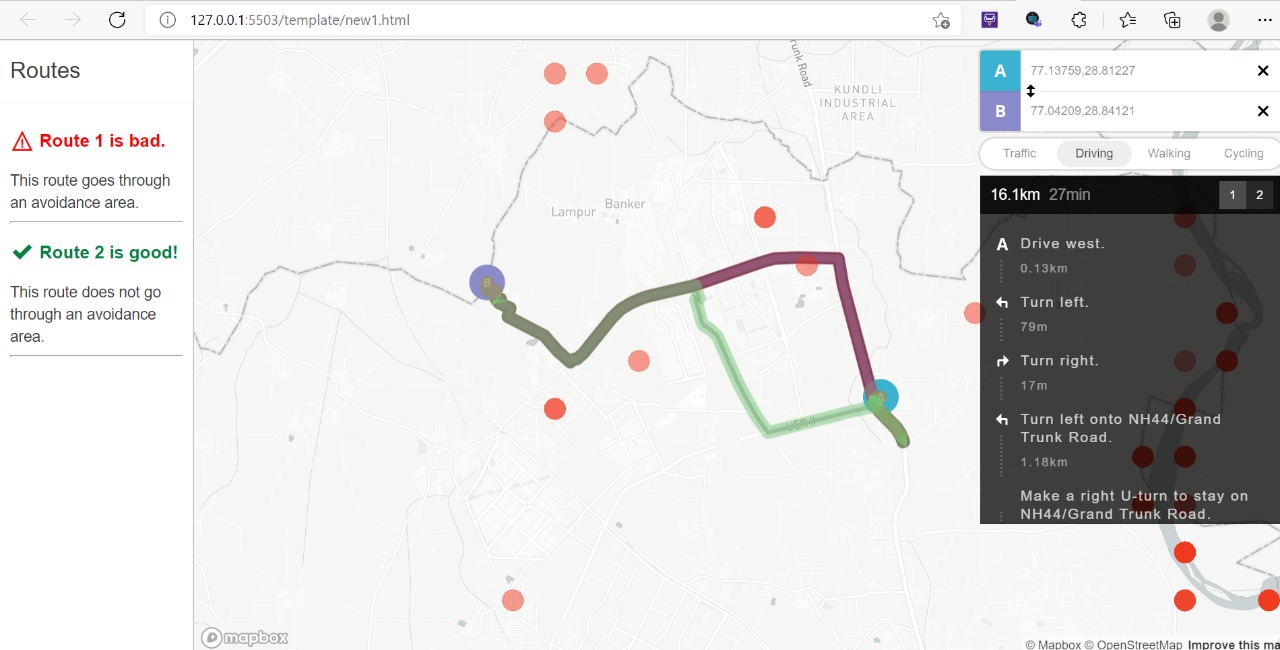 127.0.0.1:5503/template/new1.html
Routes
Route 1 is bad.
This route goes through
an avoidance area.
Route 2 is good!
This route does not go
through an avoidance
area.
runk Road
KUNDLI
INDUSTRIAL
AREA
Banker
Lampur
B
UER-II
mapbox
A 77.13759,28.81227
B 77.04209,28.84121
Traffic Driving Walking Cycling
16.1km 27min 1 2
A Drive west.
0.13km
Turn left.
79m
Turn right.
17m
Turn left onto NH44/Grand
Trunk Road.
1.18km
Make a right U-turn to stay on
NH44/Grand Trunk Road.
© Mapbox © OpenStreetMap Improve this ma